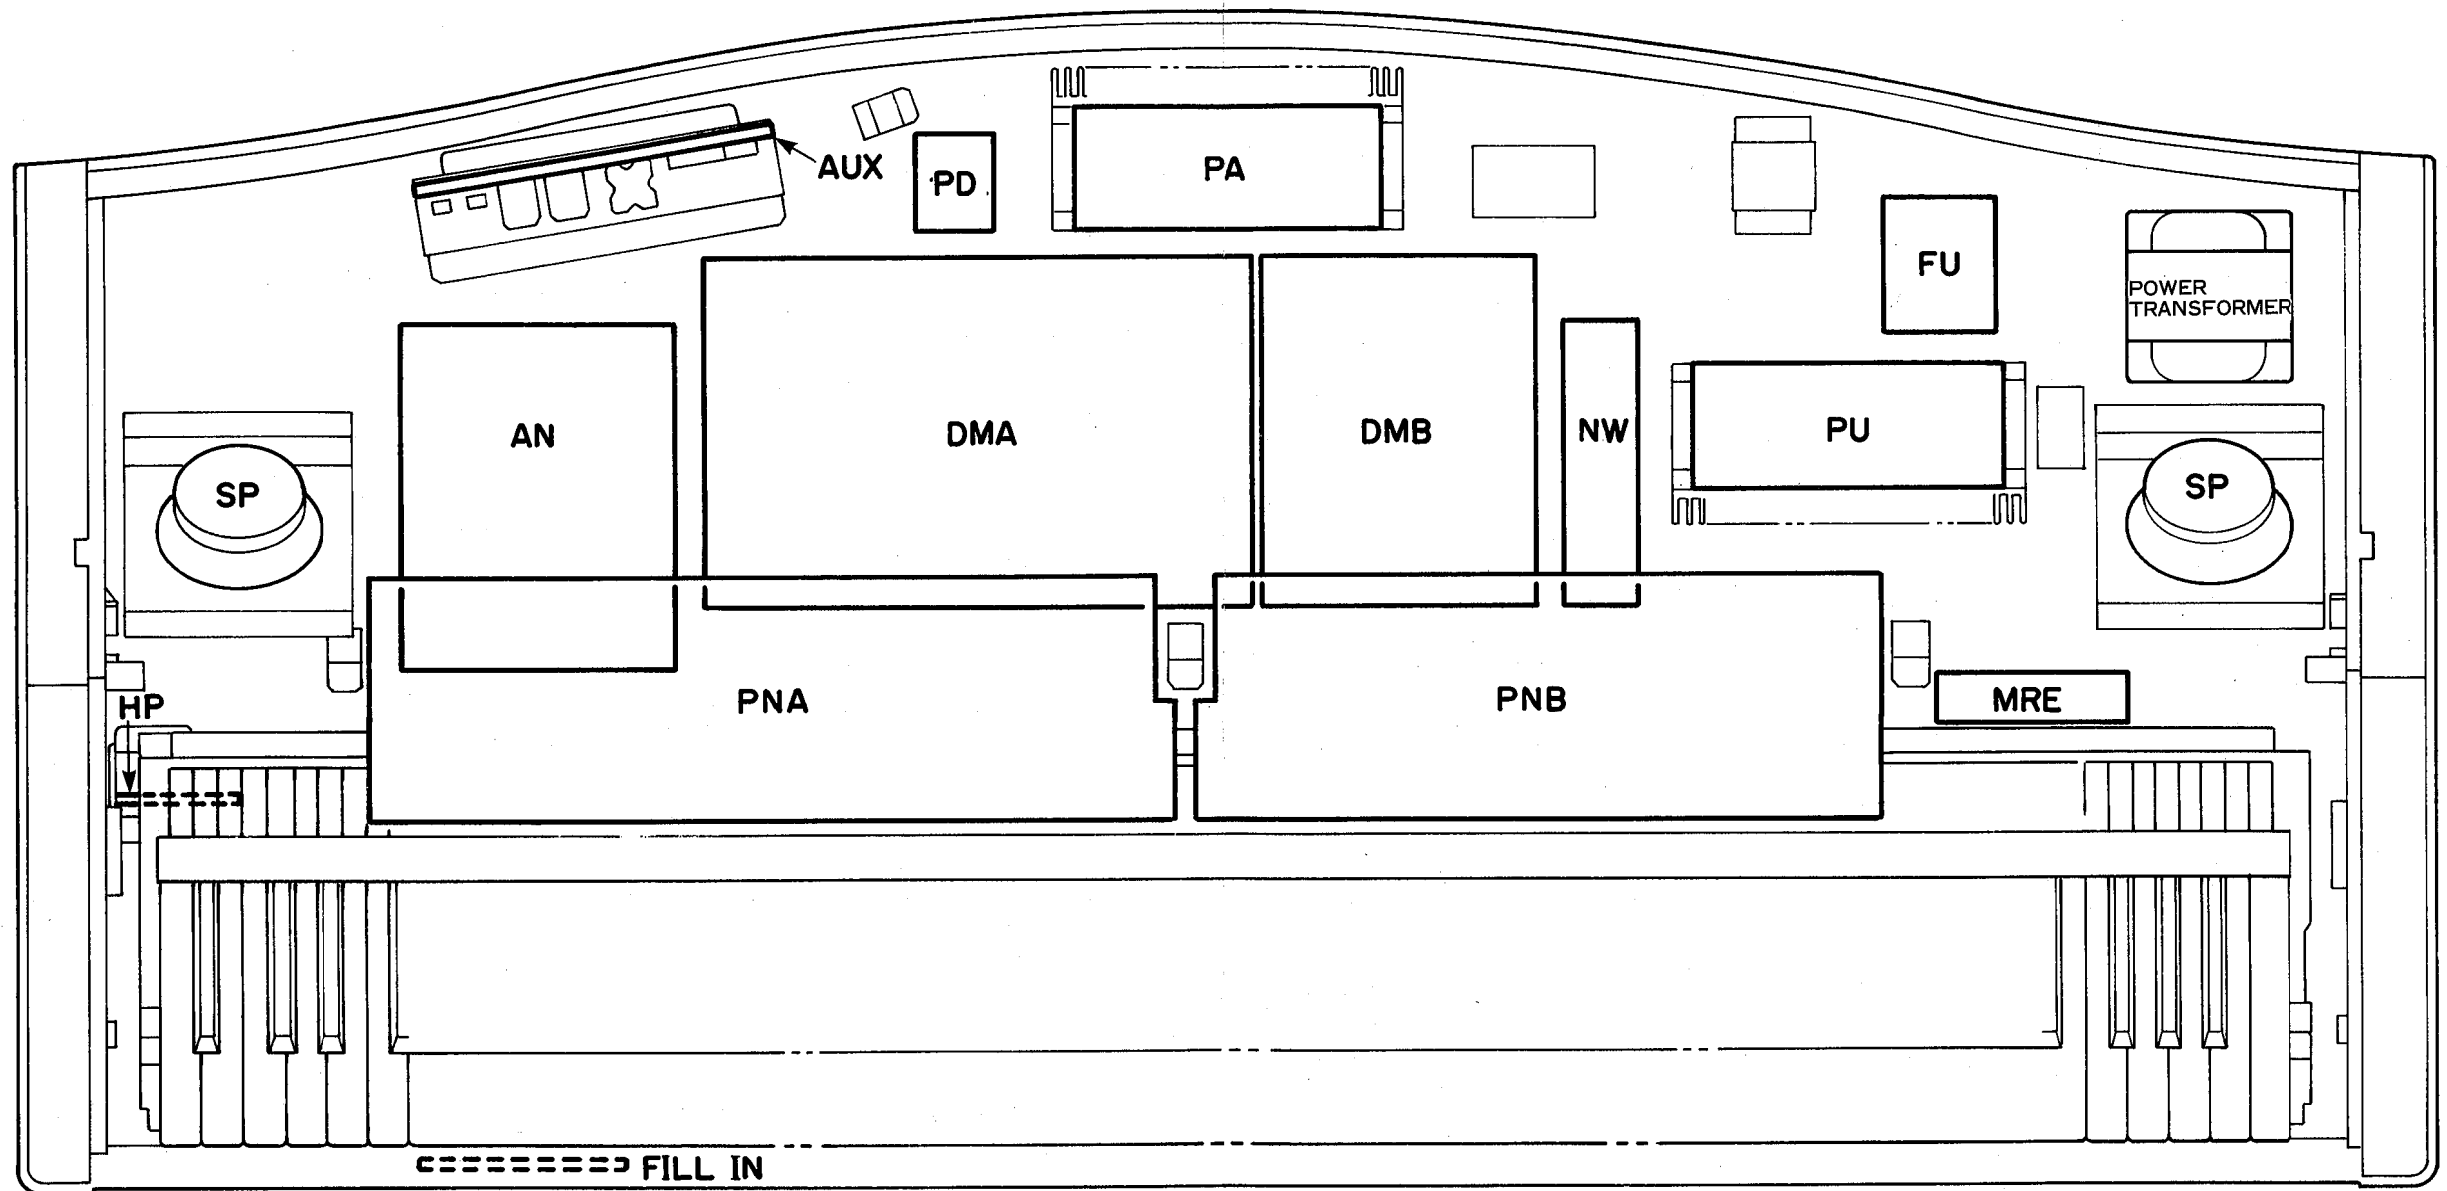 AUX
PD
PA
FU
POWER
TRANSFORMER
AN
DMA
DMB
NW
PU
SP
SP
PNA
PNB
MRE
HP
FILL IN